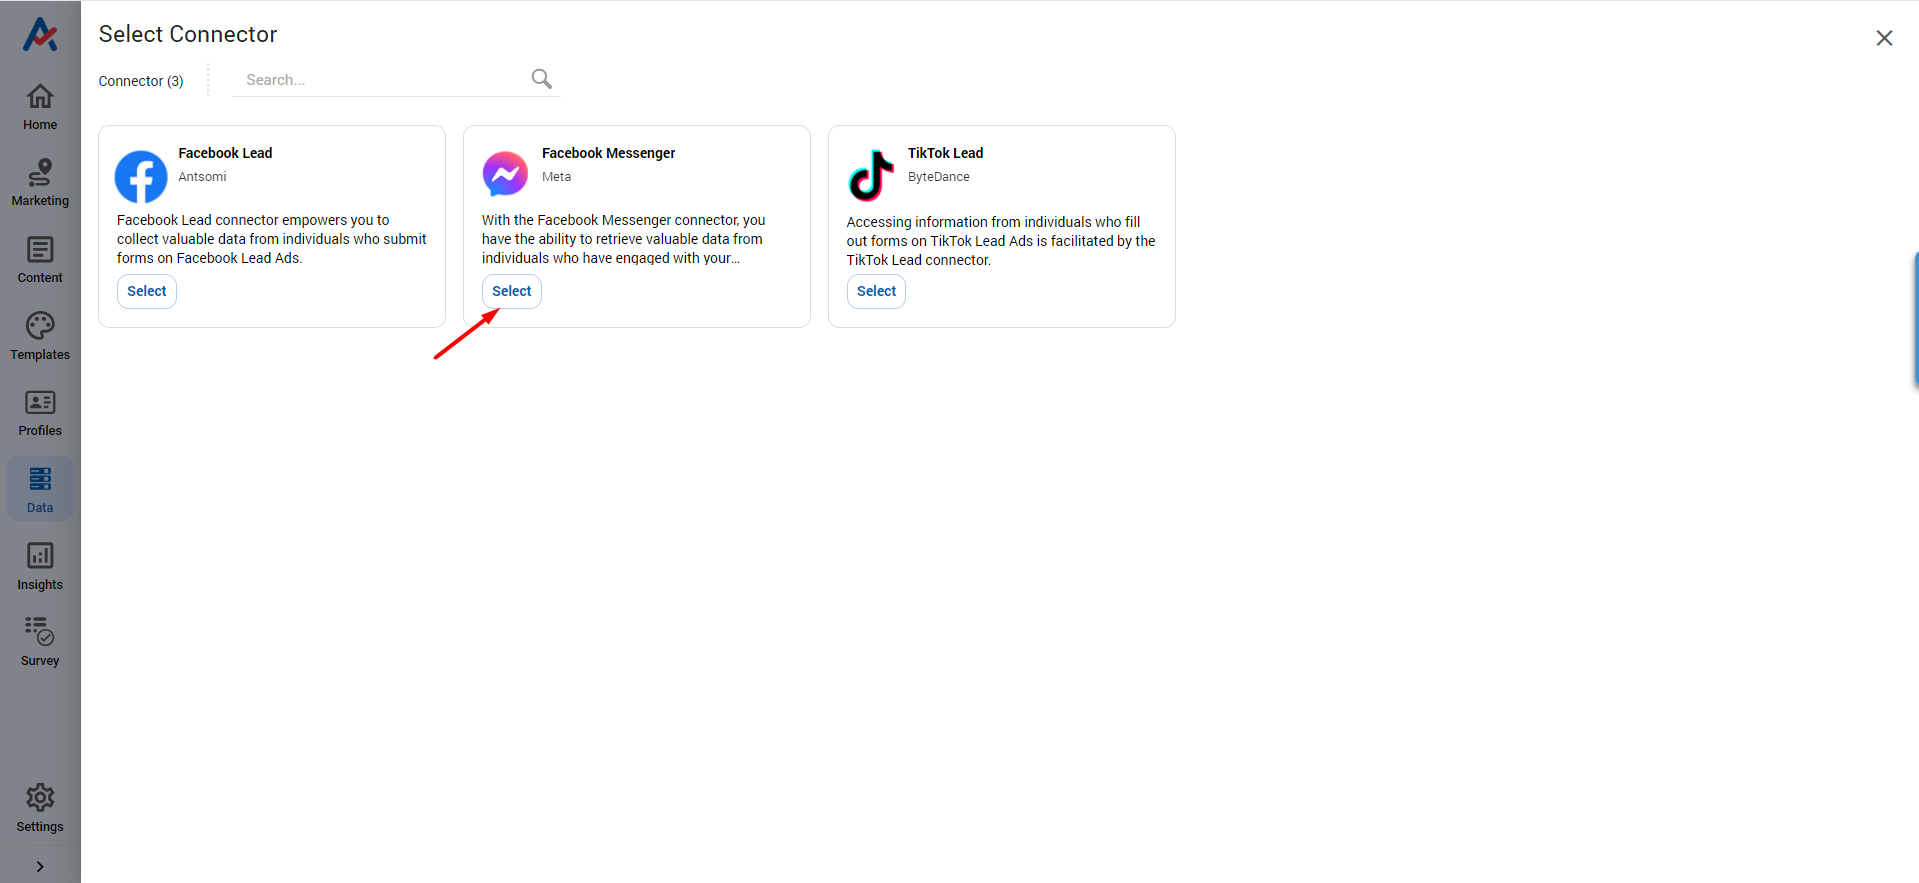 Select Connector
Connector (3)
Search...
Home
Marketing
Content
Templates
Profiles
Data
Insights
Survey
Settings
Facebook Lead
Antsomi
Facebook Lead connector empowers you to
collect valuable data from individuals who submit
forms on Facebook Lead Ads.
Select
Facebook Messenger
Meta
With the Facebook Messenger connector, you
have the ability to retrieve valuable data from
individuals who have engaged with your...
Select
TikTok Lead
ByteDance
Accessing information from individuals who fill
out forms on TikTok Lead Ads is facilitated by the
TikTok Lead connector.
Select